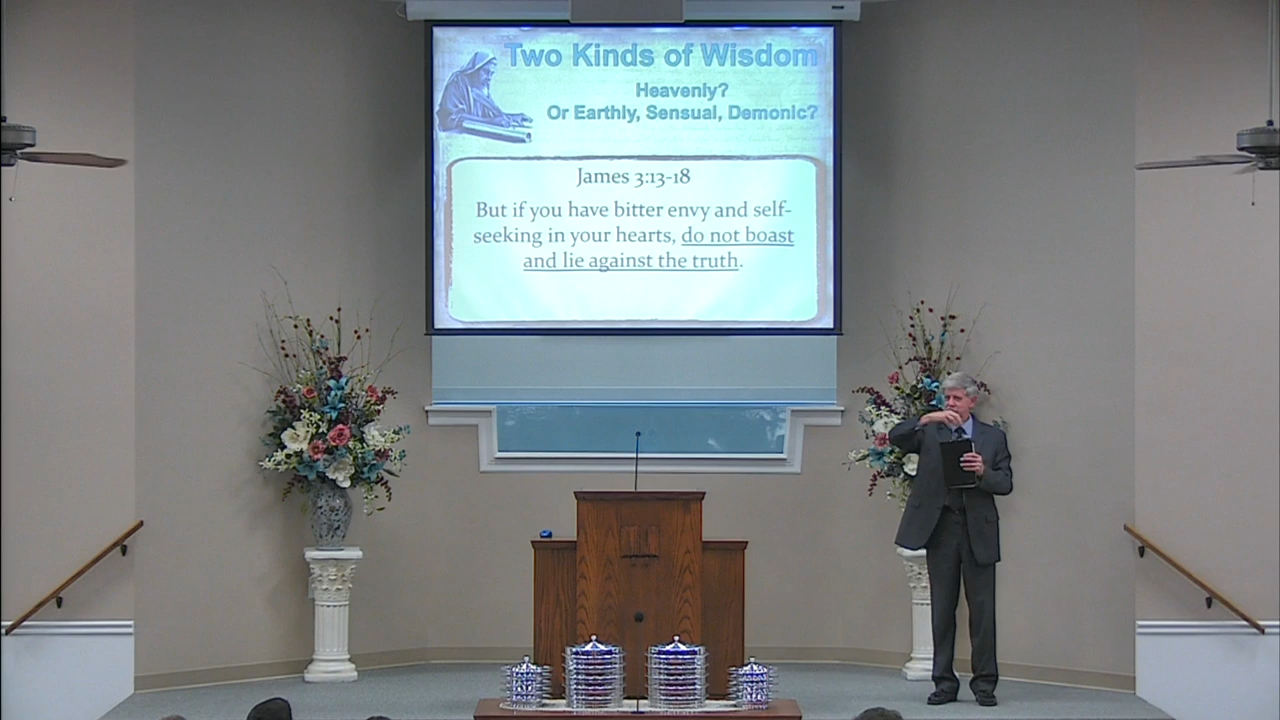 Two Kinds of Wisdom
Heavenly?
Or Earthly, Sensual, Demonic?
James 3:13-18
But if you have bitter envy and self-
seeking in your hearts, do not boast
and lie against the truth.